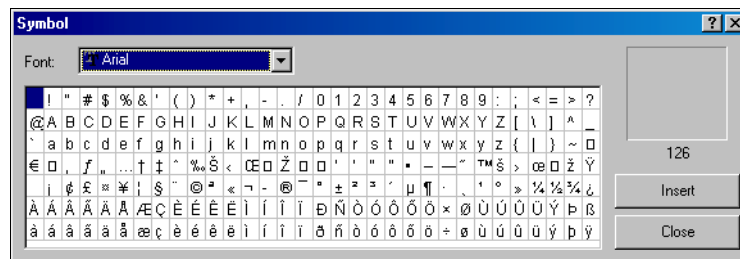 Symbol
Font: Arial
! " # $ % & ' ( ) * + , - . / 0 1 2 3 4 5 6 7 8 9 : ; < = > ?
@ A B C D E F G H I J K L M N O P Q R S T U V W X Y Z [ \ ] ^ _
` a b c d e f g h i j k l m n o p q r s t u v w x y z { | } ~ □
€ □ ‚ ƒ „ … † ‡ ˆ ‰ Š ‹ Œ □ Ž □ □ ‘ ’ “ ” • – — ˜ ™ š › œ □ ž Ÿ
¡ ¢ £ ¤ ¥ ¦ § ¨ © ª « ¬ - ® ¯ ° ± ² ³ ´ µ ¶ · ¸ ¹ º » ¼ ½ ¾ ¿
À Á Â Ã Ä Å Æ Ç È É Ê Ë Ì Í Î Ï Ð Ñ Ò Ó Ô Õ Ö × Ø Ù Ú Û Ü Ý Þ ß
à á â ã ä å æ ç è é ê ë ì í î ï ð ñ ò ó ô õ ö ÷ ø ù ú û ü ý þ ÿ
126
Insert
Close